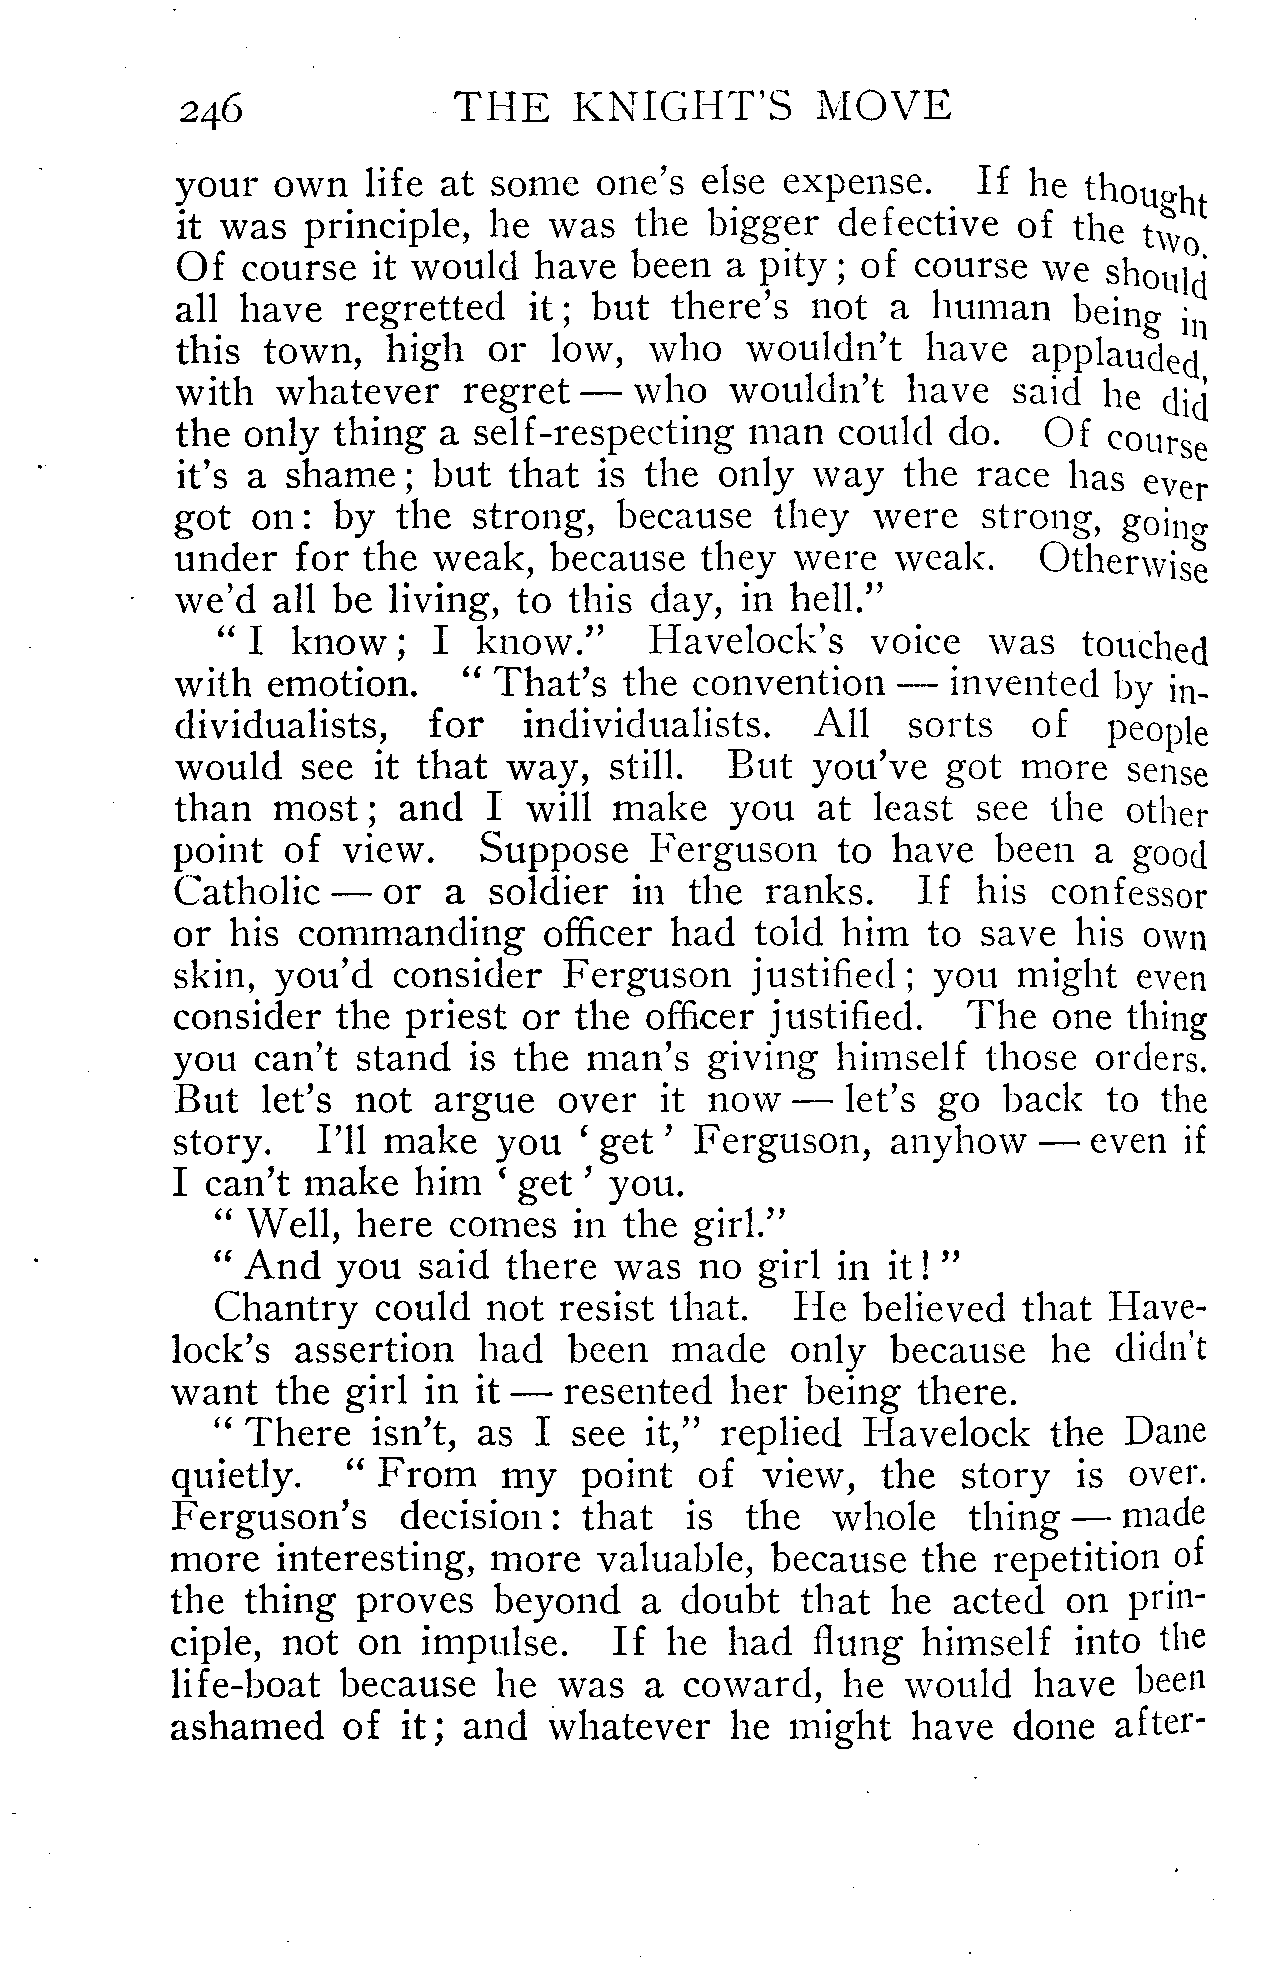 246 THE KNIGHT'S MOVE
your own life at some one's else expense. If he thought
it was principle, he was the bigger defective of the two.
Of course it would have been a pity; of course we should
all have regretted it; but there's not a human being in
this town, high or low, who wouldn't have applauded,
with whatever regret — who wouldn't have said he did
the only thing a self-respecting man could do. Of course
it's a shame; but that is the only way the race has ever
got on: by the strong, because they were strong, going
under for the weak, because they were weak. Otherwise
we'd all be living, to this day, in hell."
"I know; I know." Havelock's voice was touched
with emotion. "That's the convention — invented by in-
dividualists, for individualists. All sorts of people
would see it that way, still. But you've got more sense
than most; and I will make you at least see the other
point of view. Suppose Ferguson to have been a good
Catholic — or a soldier in the ranks. If his confessor
or his commanding officer had told him to save his own
skin, you'd consider Ferguson justified; you might even
consider the priest or the officer justified. The one thing
you can't stand is the man's giving himself those orders.
But let's not argue over it now — let's go back to the
story. I'll make you 'get' Ferguson, anyhow — even if
I can't make him 'get' you.
"Well, here comes in the girl."
"And you said there was no girl in it!"
Chantry could not resist that. He believed that Have-
lock's assertion had been made only because he didn't
want the girl in it — resented her being there.
"There isn't, as I see it," replied Havelock the Dane
quietly. "From my point of view, the story is over.
Ferguson's decision: that is the whole thing — made
more interesting, more valuable, because the repetition of
the thing proves beyond a doubt that he acted on prin-
ciple, not on impulse. If he had flung himself into the
life-boat because he was a coward, he would have been
ashamed of it; and whatever he might have done after-